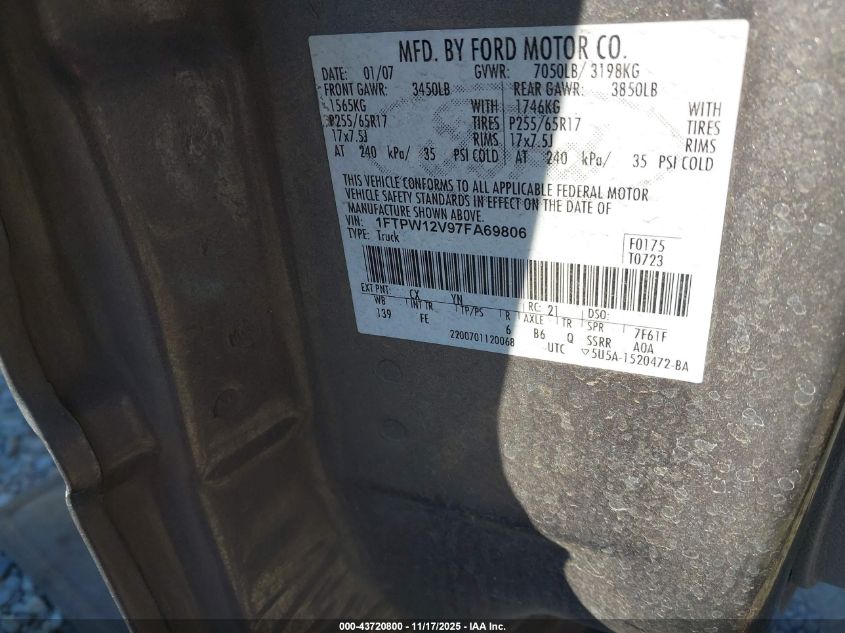 MFD. BY FORD MOTOR CO.
DATE: 01/07 GVWR: 7050LB/ 3198KG
FRONT GAWR: 3450LB REAR GAWR: 3850LB
1565KG WITH 1746KG WITH
P255/65R17 TIRES P255/65R17 TIRES
17x7.5J RIMS 17x7.5J RIMS
AT 240 kPa/ 35 PSI COLD AT 240 kPa/ 35 PSI COLD
THIS VEHICLE CONFORMS TO ALL APPLICABLE FEDERAL MOTOR
VEHICLE SAFETY STANDARDS IN EFFECT ON THE DATE OF
MANUFACTURE SHOWN ABOVE.
VIN: 1FTPW12V97FA69806
TYPE: Truck
F0175
T0723
EXT PNT: CX YN RC: 21 DSO:
WB INT TR TP/PS R AXLE TR SPR 7F61F
139 FE 6 B6 Q SSRR AOA
2200701120068 UTC ▽5U5A-1520472-BA
000-43720800 - 11/17/2025 - IAA Inc.